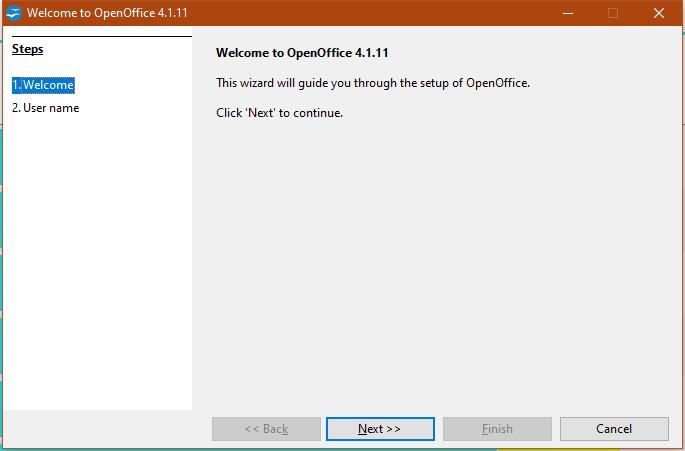 Welcome to OpenOffice 4.1.11
Steps
1. Welcome
2. User name
Welcome to OpenOffice 4.1.11
This wizard will guide you through the setup of OpenOffice.
Click 'Next' to continue.
<< Back
Next >>
Finish
Cancel